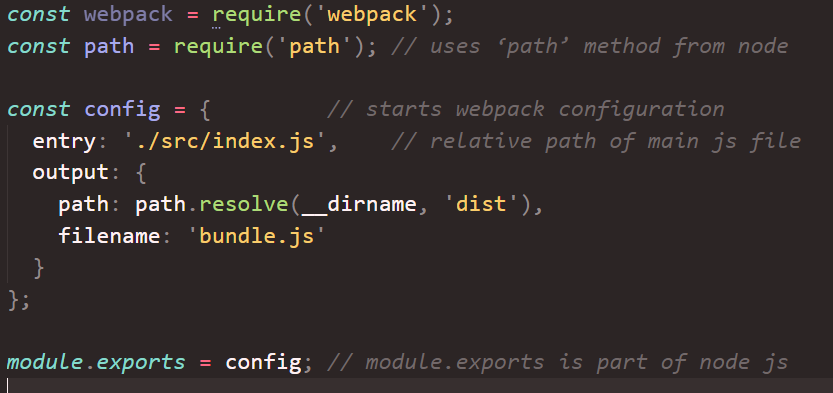 const webpack = require('webpack');
const path = require('path'); // uses ‘path’ method from node
const config = { // starts webpack configuration
entry: './src/index.js', // relative path of main js file
output: {
path: path.resolve(__dirname, 'dist'),
filename: 'bundle.js'
}
};
module.exports = config; // module.exports is part of node js